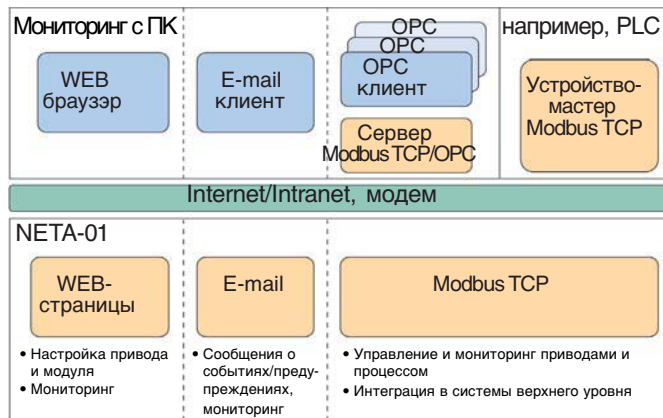 Мониторинг с ПК
например, PLC
WEB
браузэр
E-mail
клиент
OPC
OPC
OPC
клиент
Сервер
Modbus TCP/OPC
Устройство-
мастер
Modbus TCP
Internet/Intranet, модем
NETA-01
WEB-
страницы
E-mail
Modbus TCP
• Настройка привода
и модуля
• Мониторинг
• Сообщения о
событиях/преду-
преждениях,
мониторинг
• Управление и мониторинг приводами и
процессом
• Интеграция в системы верхнего уровня